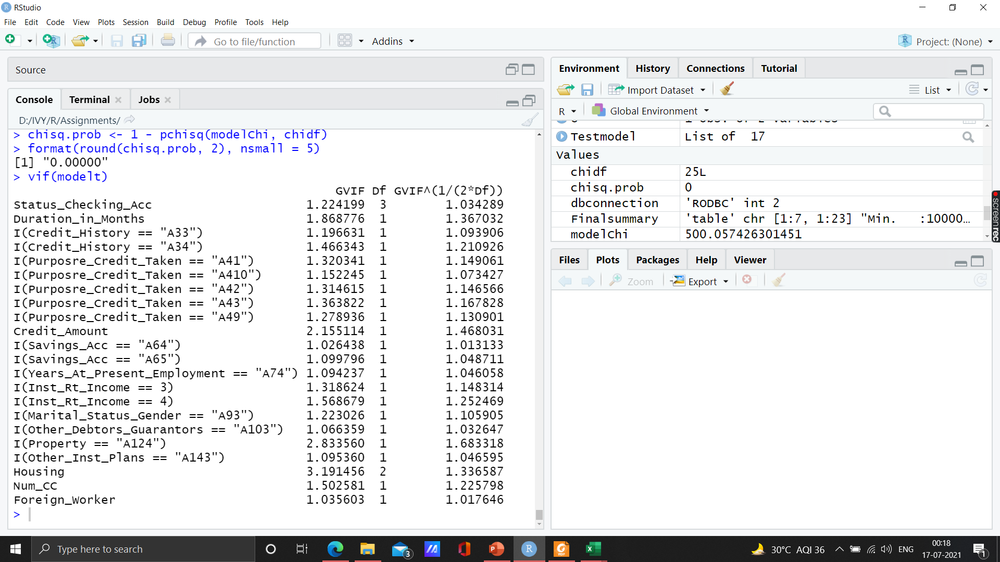 RStudio
File Edit Code View Plots Session Build Debug Profile Tools Help
Go to file/function
Addins
Project: (None)
Source
Console Terminal Jobs
D:/IVY/R/Assignments/
> chisq.prob <- 1 - pchisq(modelChi, chidf)
> format(round(chisq.prob, 2), nsmall = 5)
[1] "0.00000"
> vif(modelt)
GVIF Df GVIF^(1/(2*Df))
Status_Checking_Acc 1.224199 3 1.034289
Duration_in_Months 1.868776 1 1.367032
I(Credit_History == "A33") 1.196631 1 1.093906
I(Credit_History == "A34") 1.466343 1 1.210926
I(Purposre_Credit_Taken == "A41") 1.320341 1 1.149061
I(Purposre_Credit_Taken == "A410") 1.152245 1 1.073427
I(Purposre_Credit_Taken == "A42") 1.314615 1 1.146566
I(Purposre_Credit_Taken == "A43") 1.363822 1 1.167828
I(Purposre_Credit_Taken == "A49") 1.278936 1 1.130901
Credit_Amount 2.155114 1 1.468031
I(Savings_Acc == "A64") 1.026438 1 1.013133
I(Savings_Acc == "A65") 1.099796 1 1.048711
I(Years_At_Present_Employment == "A74") 1.094237 1 1.046058
I(Inst_Rt_Income == 3) 1.318624 1 1.148314
I(Inst_Rt_Income == 4) 1.568679 1 1.252469
I(Marital_Status_Gender == "A93") 1.223026 1 1.105905
I(Other_Debtors_Guarantors == "A103") 1.066359 1 1.032647
I(Property == "A124") 2.833560 1 1.683318
I(Other_Inst_Plans == "A143") 1.095360 1 1.046595
Housing 3.191456 2 1.336587
Num_CC 1.502581 1 1.225798
Foreign_Worker 1.035603 1 1.017646
>
Environment History Connections Tutorial
Import Dataset
List
R Global Environment
Testmodel List of 17
Values
chidf 25L
chisq.prob 0
dbconnection 'RODBC' int 2
Finalsummary 'table' chr [1:7, 1:23] "Min. :10000…
modelChi 500.057426301451
Files Plots Packages Help Viewer
Zoom Export
screenrec
Type here to search
3
30°C AQI 36
ENG
00:18
17-07-2021
1